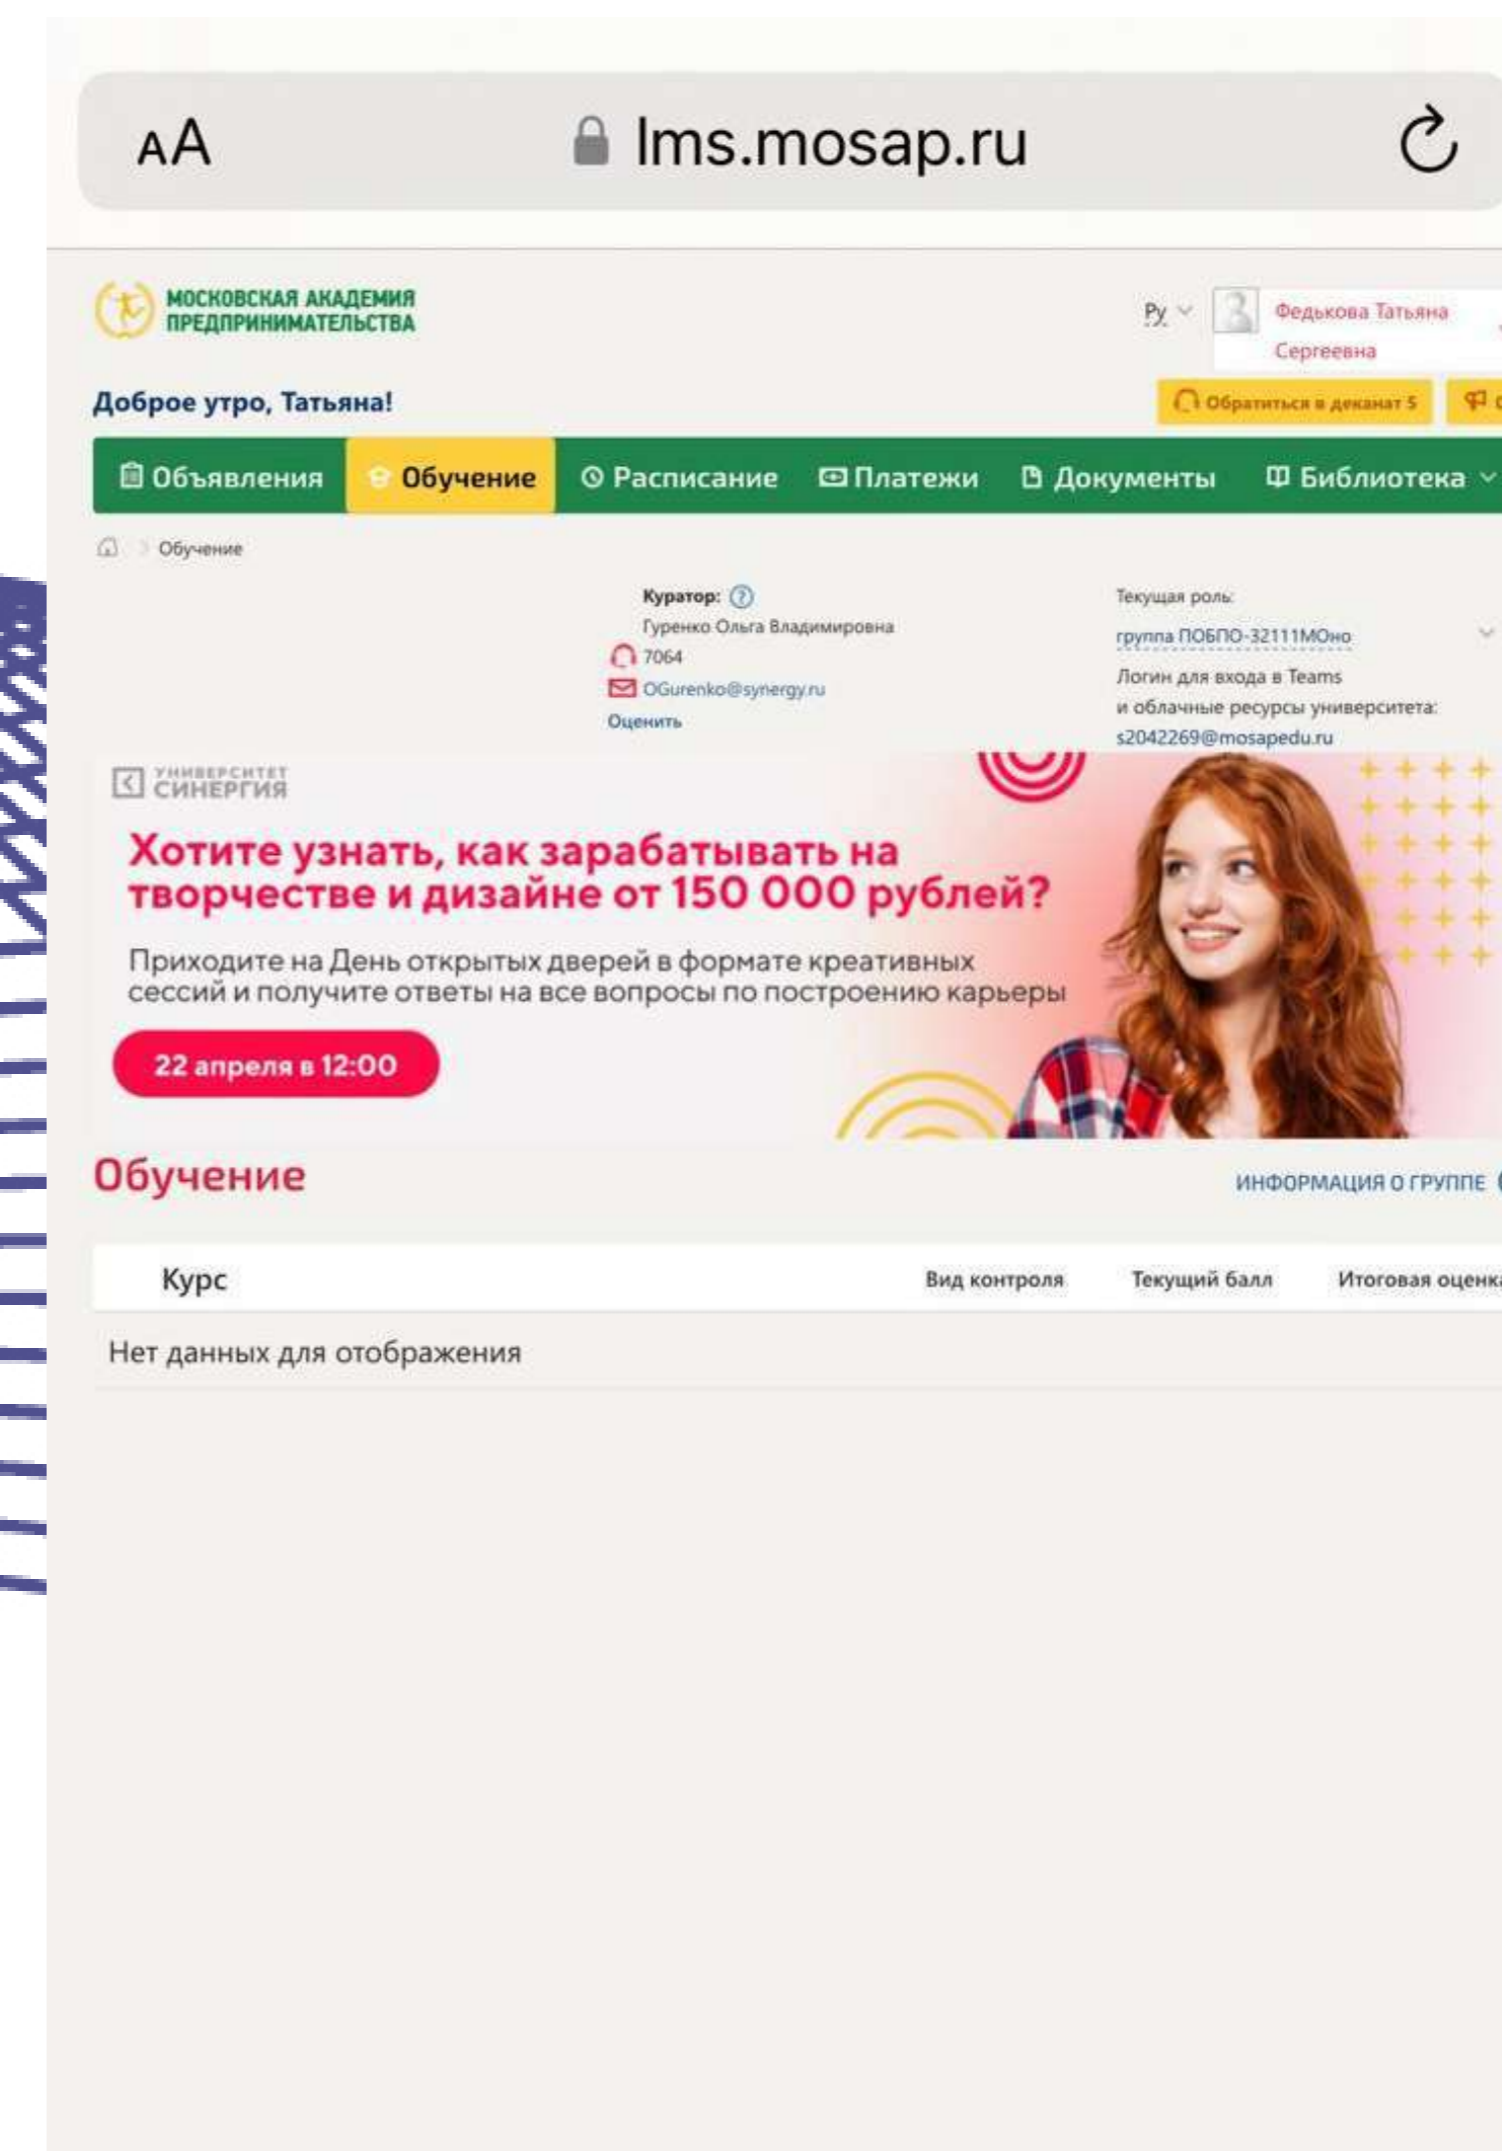 AA lms.mosap.ru
МОСКОВСКАЯ АКАДЕМИЯ
ПРЕДПРИНИМАТЕЛЬСТВА
Ру
Федькова Татьяна
Сергеевна
Доброе утро, Татьяна!
Обратиться в деканат 5
Объявления Обучение Расписание Платежи Документы Библиотека
Обучение
Куратор: ?
Гуренко Ольга Владимировна
7064
OGurenko@synergy.ru
Оценить
Текущая роль:
группа ПОБПО-32111МОно
Логин для входа в Teams
и облачные ресурсы университета:
s2042269@mosapedu.ru
УНИВЕРСИТЕТ
СИНЕРГИЯ
Хотите узнать, как зарабатывать на
творчестве и дизайне от 150 000 рублей?
Приходите на День открытых дверей в формате креативных
сессий и получите ответы на все вопросы по построению карьеры
22 апреля в 12:00
Обучение
ИНФОРМАЦИЯ О ГРУППЕ
Курс Вид контроля Текущий балл Итоговая оценка
Нет данных для отображения